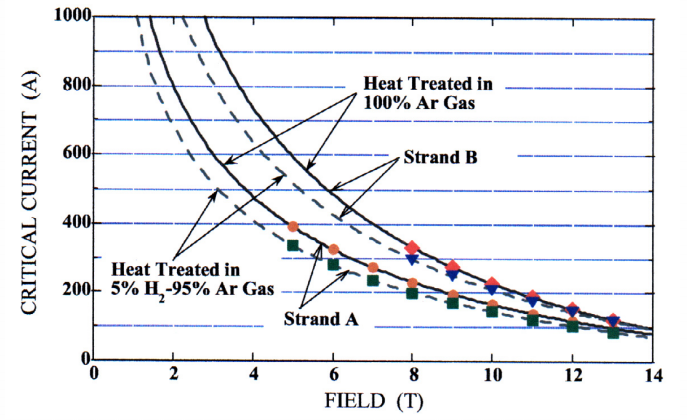 1000
800
600
400
200
0
CRITICAL CURRENT (A)
Heat Treated in
100% Ar Gas
Strand B
Heat Treated in
5% H2-95% Ar Gas
Strand A
0 2 4 6 8 10 12 14
FIELD (T)